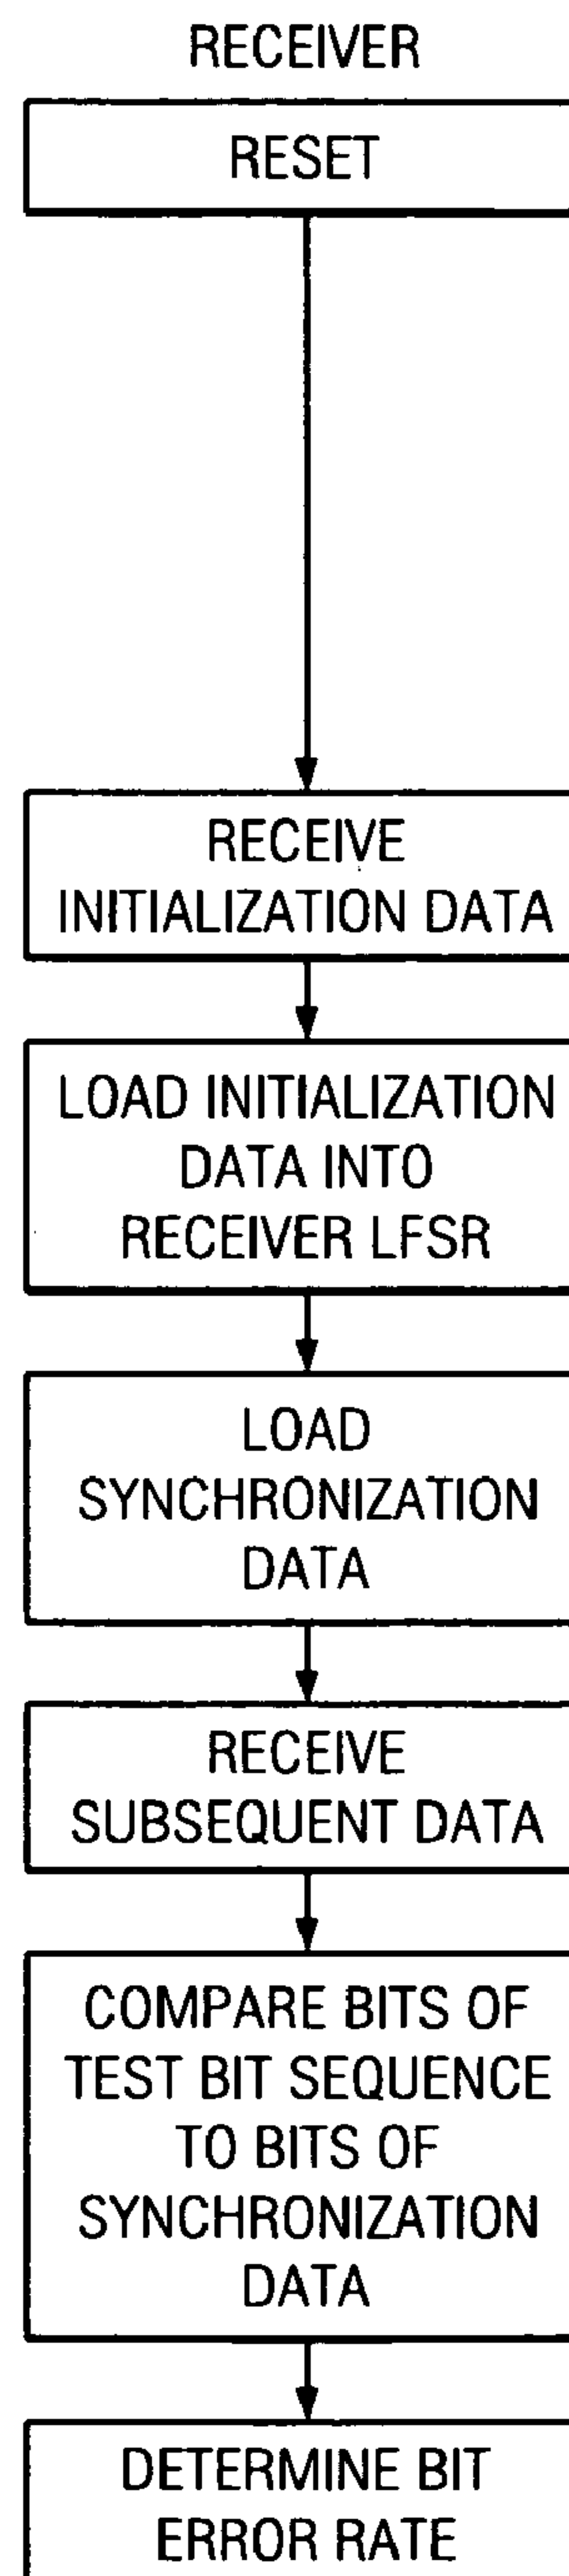 RECEIVER
RESET
RECEIVE
INITIALIZATION DATA
LOAD INITIALIZATION
DATA INTO
RECEIVER LFSR
LOAD
SYNCHRONIZATION
DATA
RECEIVE
SUBSEQUENT DATA
COMPARE BITS OF
TEST BIT SEQUENCE
TO BITS OF
SYNCHRONIZATION
DATA
DETERMINE BIT
ERROR RATE